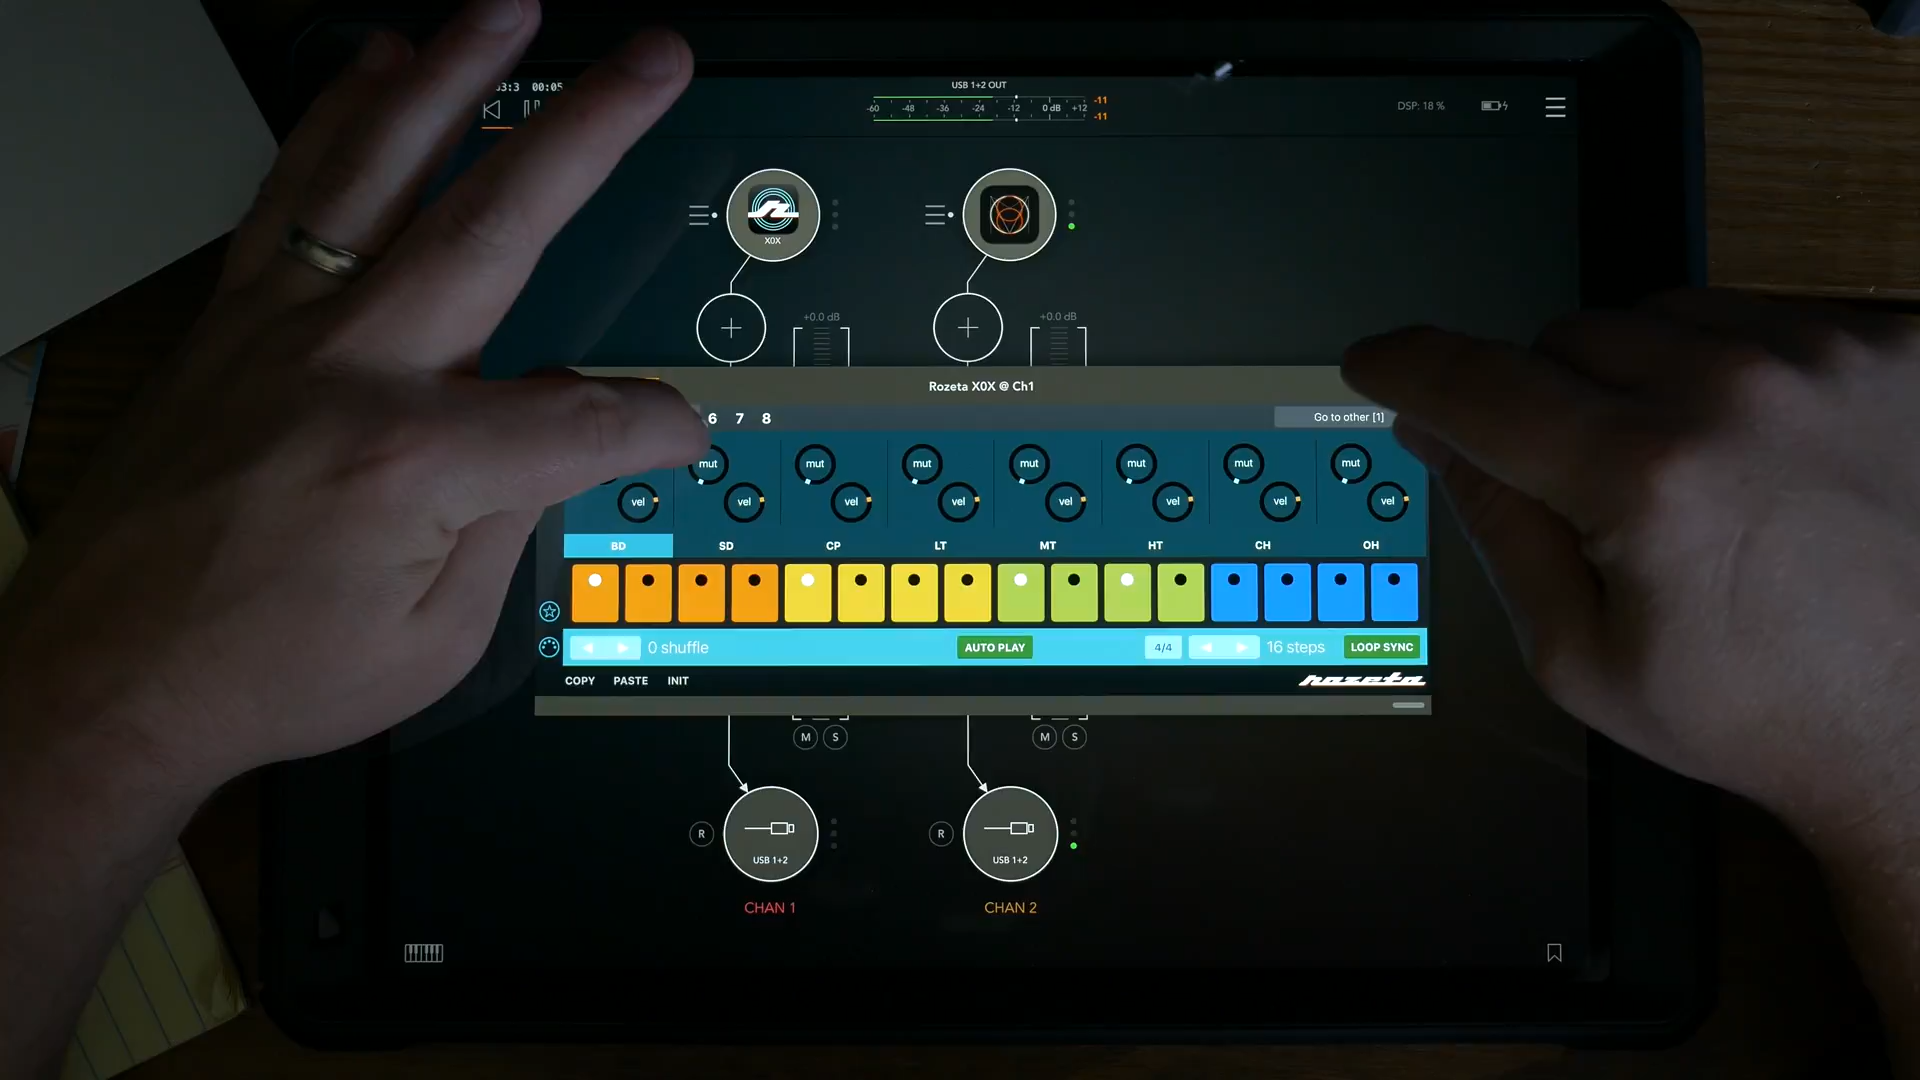 3:3 00:05
USB 1+2 OUT
-60 -48 -36 -24 -12 0 dB +12
-11
-11
DSP: 18 %
X0X
+0.0 dB
+0.0 dB
Rozeta X0X @ Ch1
6 7 8
Go to other [1]
mut mut mut mut mut mut mut
vel vel vel vel vel vel vel vel
BD SD CP LT MT HT CH OH
0 shuffle AUTO PLAY 4/4 16 steps LOOP SYNC
COPY PASTE INIT rozeta
M S M S
R R
USB 1+2 USB 1+2
CHAN 1 CHAN 2